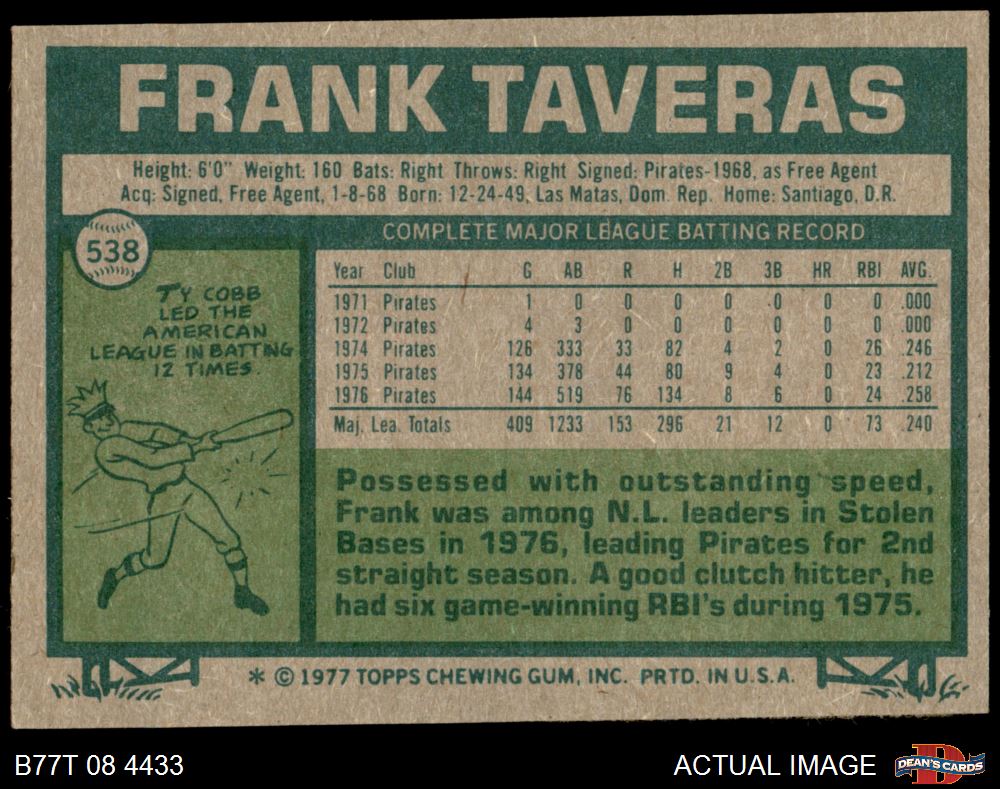 FRANK TAVERAS
Height: 6'0" Weight: 160 Bats: Right Throws: Right Signed: Pirates-1968, as Free Agent
Acq: Signed, Free Agent, 1-8-68 Born: 12-24-49, Las Matas, Dom. Rep. Home: Santiago, D.R.
538
TY COBB
LED THE
AMERICAN
LEAGUE IN BATTING
12 TIMES.
COMPLETE MAJOR LEAGUE BATTING RECORD
Year Club G AB R H 2B 3B HR RBI AVG.
1971 Pirates 1 0 0 0 0 0 0 0 .000
1972 Pirates 4 3 0 0 0 0 0 0 .000
1974 Pirates 126 333 33 82 4 2 0 26 .246
1975 Pirates 134 378 44 80 9 4 0 23 .212
1976 Pirates 144 519 76 134 8 6 0 24 .258
Maj. Lea. Totals 409 1233 153 296 21 12 0 73 .240
Possessed with outstanding speed,
Frank was among N.L. leaders in Stolen
Bases in 1976, leading Pirates for 2nd
straight season. A good clutch hitter, he
had six game-winning RBI's during 1975.
* © 1977 TOPPS CHEWING GUM, INC. PRTD. IN U.S.A.
B77T 08 4433
ACTUAL IMAGE
D
DEAN'S CARDS